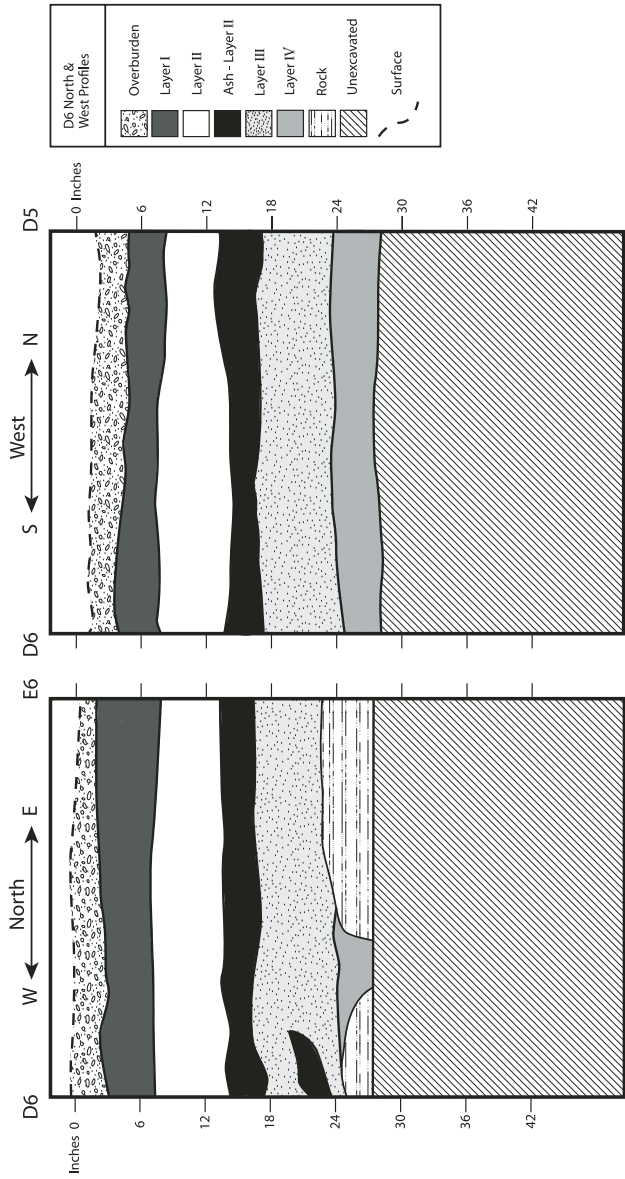 D6
W
North
E
E6
D6
S
West
N
D5
Inches 0
6
12
18
24
30
36
42
0 Inches
6
12
18
24
30
36
42
D6 North &
West Profiles
Overburden
Layer I
Layer II
Ash - Layer II
Layer III
Layer IV
Rock
Unexcavated
Surface